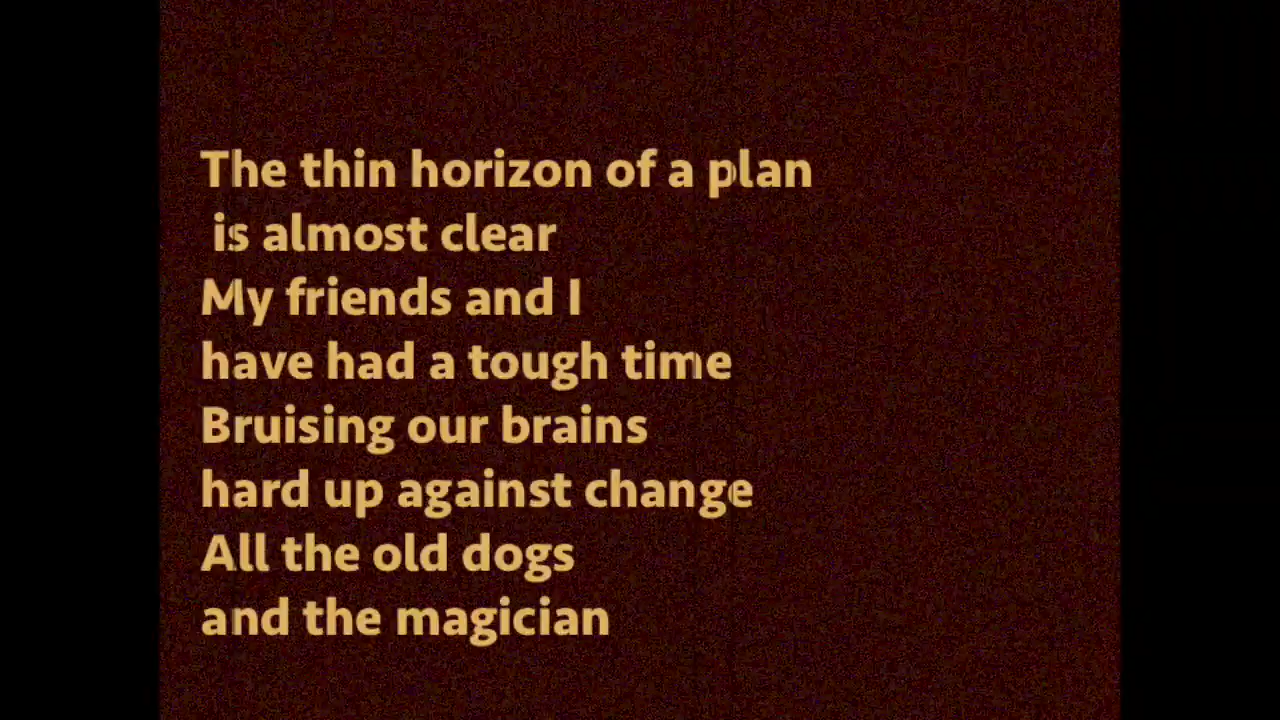 The thin horizon of a plan
is almost clear
My friends and I
have had a tough time
Bruising our brains
hard up against change
All the old dogs
and the magician